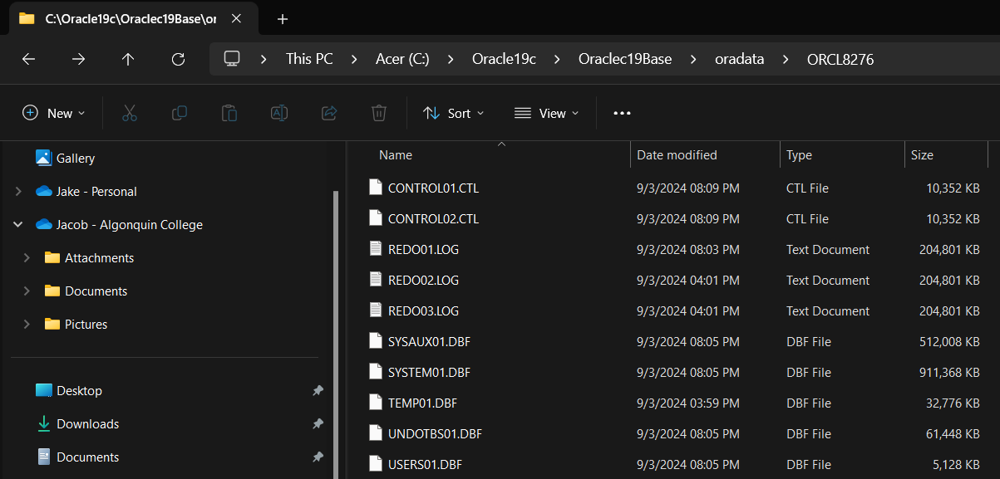 C:\Oracle19c\Oraclec19Base\or
This PC > Acer (C:) > Oracle19c > Oraclec19Base > oradata > ORCL8276
New Sort View
Gallery
Jake - Personal
Jacob - Algonquin College
Attachments
Documents
Pictures
Desktop
Downloads
Documents
Name Date modified Type Size
CONTROL01.CTL 9/3/2024 08:09 PM CTL File 10,352 KB
CONTROL02.CTL 9/3/2024 08:09 PM CTL File 10,352 KB
REDO01.LOG 9/3/2024 08:03 PM Text Document 204,801 KB
REDO02.LOG 9/3/2024 04:01 PM Text Document 204,801 KB
REDO03.LOG 9/3/2024 04:01 PM Text Document 204,801 KB
SYSAUX01.DBF 9/3/2024 08:05 PM DBF File 512,008 KB
SYSTEM01.DBF 9/3/2024 08:05 PM DBF File 911,368 KB
TEMP01.DBF 9/3/2024 03:59 PM DBF File 32,776 KB
UNDOTBS01.DBF 9/3/2024 08:05 PM DBF File 61,448 KB
USERS01.DBF 9/3/2024 08:05 PM DBF File 5,128 KB